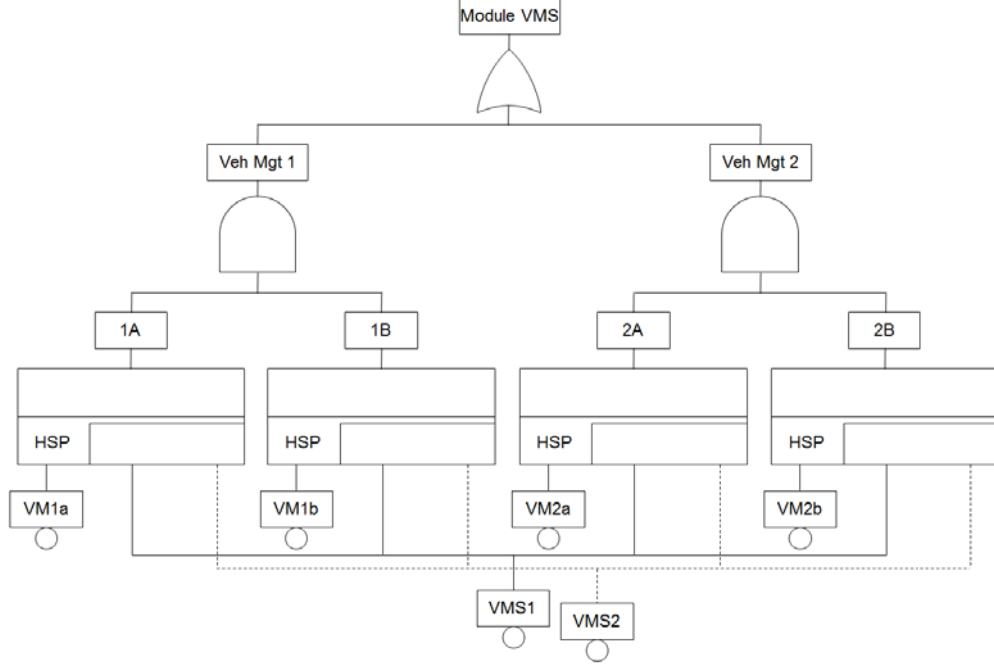 Module VMS
Veh Mgt 1
Veh Mgt 2
1A
1B
2A
2B
HSP
HSP
HSP
HSP
VM1a
VM1b
VM2a
VM2b
VMS1
VMS2